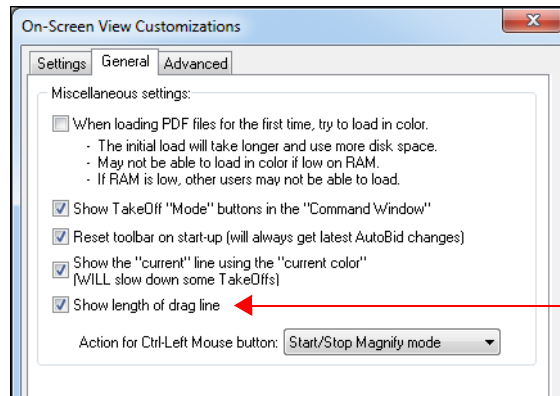 On-Screen View Customizations
Settings General Advanced
Miscellaneous settings:
When loading PDF files for the first time, try to load in color.
- The initial load will take longer and use more disk space.
- May not be able to load in color if low on RAM.
- If RAM is low, other users may not be able to load.
Show TakeOff "Mode" buttons in the "Command Window"
Reset toolbar on start-up (will always get latest AutoBid changes)
Show the "current" line using the "current color"
(WILL slow down some TakeOffs)
Show length of drag line
Action for Ctrl-Left Mouse button: Start/Stop Magnify mode